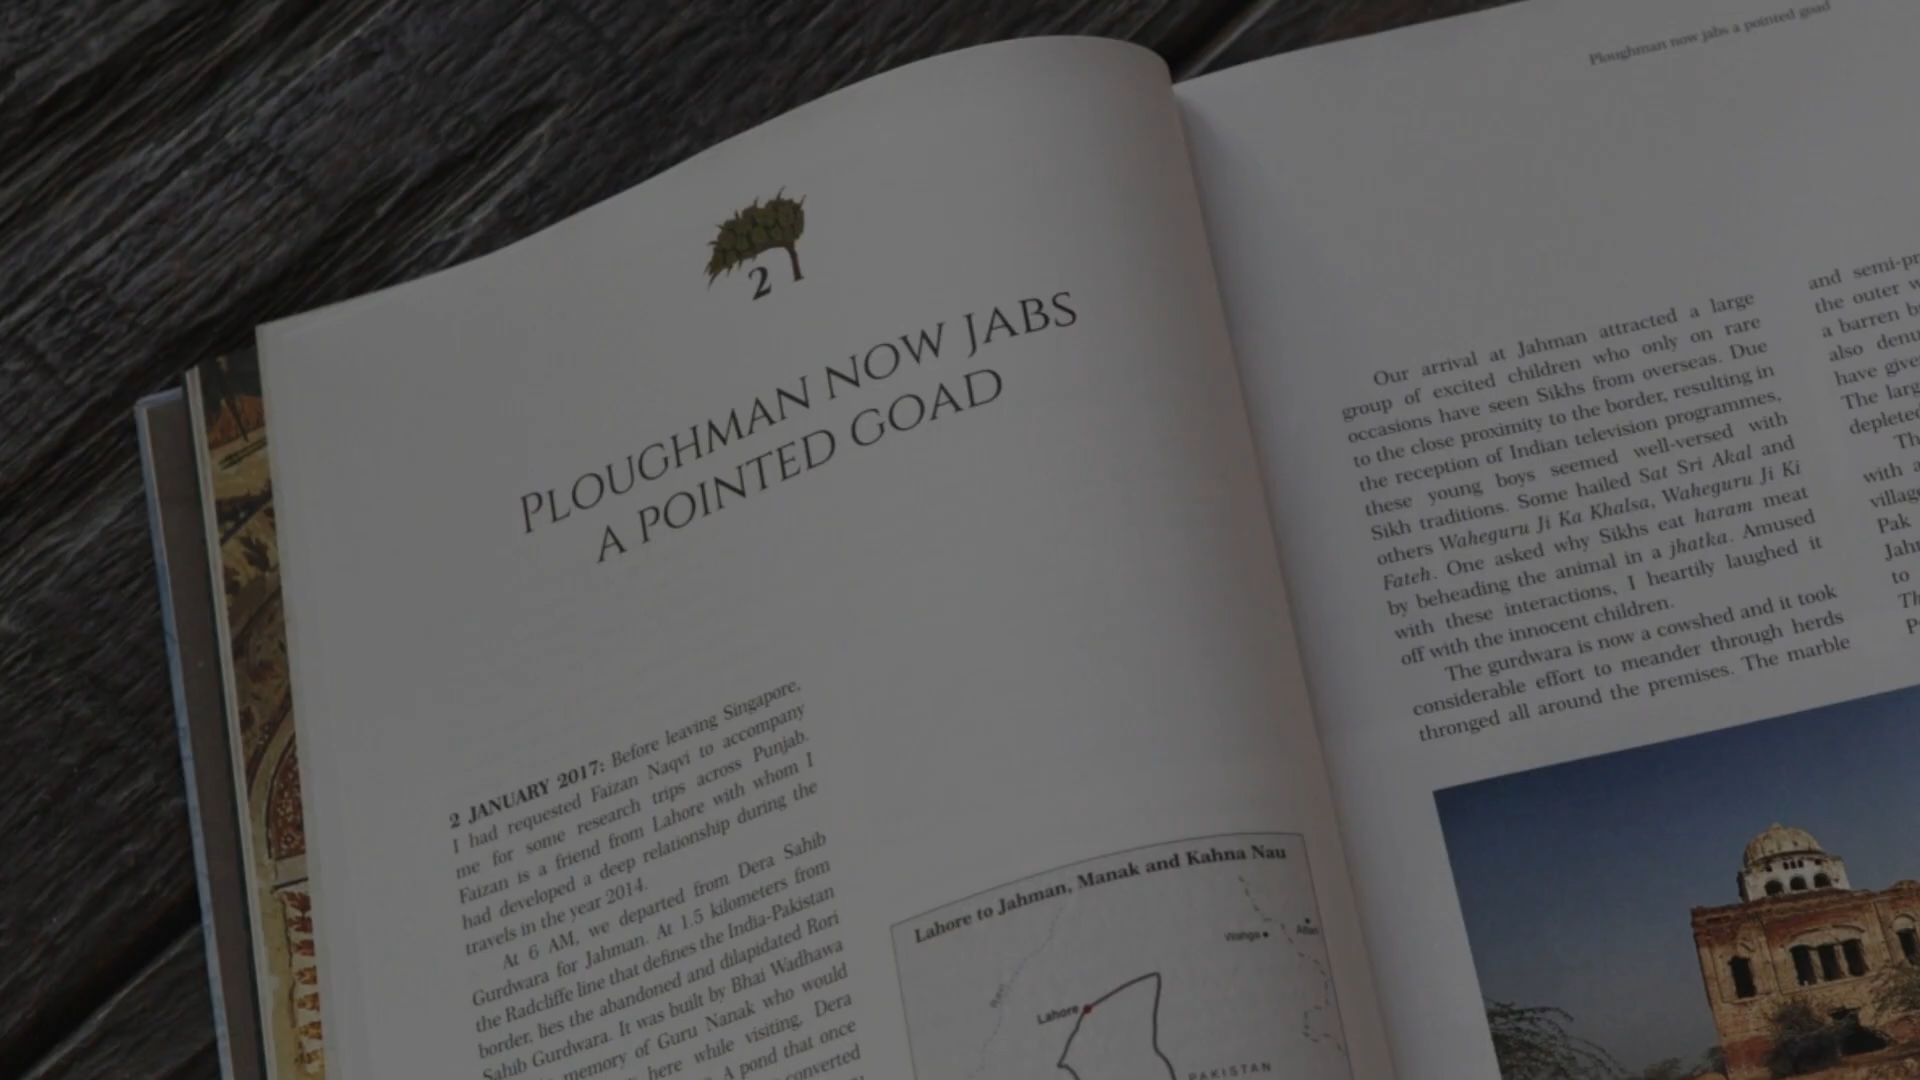 Ploughman now jabs a pointed goad
2
PLOUGHMAN NOW JABS
A POINTED GOAD
2 JANUARY 2017: Before leaving Singapore,
I had requested Faizan Naqvi to accompany
me for some research trips across Punjab.
Faizan is a friend from Lahore with whom I
had developed a deep relationship during the
travels in the year 2014.
At 6 AM, we departed from Dera Sahib
Gurdwara for Jahman. At 1.5 kilometers from
the Radcliffe line that defines the India-Pakistan
border, lies the abandoned and dilapidated Rori
Sahib Gurdwara. It was built by Bhai Wadhawa
memory of Guru Nanak who would
here while visiting, Dera
A pond that once
converted
Lahore to Jahman, Manak and Kahna Nau
Wahga
Attari
Ravi
Lahore
PAKISTAN
Our arrival at Jahman attracted a large
group of excited children who only on rare
occasions have seen Sikhs from overseas. Due
to the close proximity to the border, resulting in
the reception of Indian television programmes,
these young boys seemed well-versed with
Sikh traditions. Some hailed Sat Sri Akal and
others Waheguru Ji Ka Khalsa, Waheguru Ji Ki
Fateh. One asked why Sikhs eat haram meat
by beheading the animal in a jhatka. Amused
with these interactions, I heartily laughed it
off with the innocent children.
The gurdwara is now a cowshed and it took
considerable effort to meander through herds
thronged all around the premises. The marble
and semi-pr
the outer w
a barren b
also denu
have give
The larg
depleted
Th
with a
village
Pak
Jahm
to
Th
P